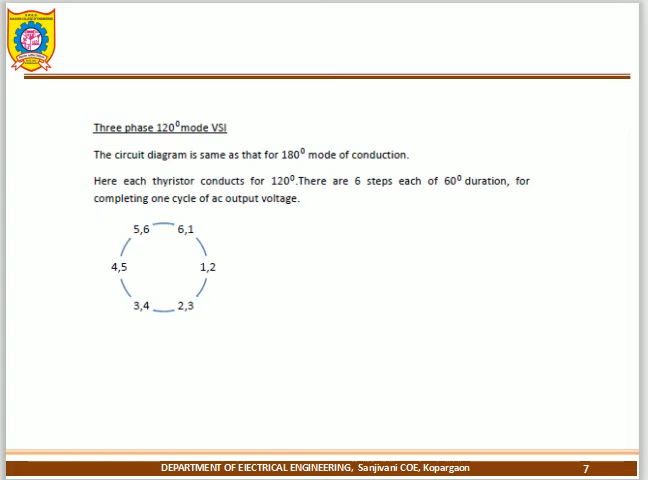 Three phase 120⁰mode VSI
The circuit diagram is same as that for 180⁰ mode of conduction.
Here each thyristor conducts for 120⁰.There are 6 steps each of 60⁰ duration, for
completing one cycle of ac output voltage.
5,6 6,1
4,5 1,2
3,4 2,3
DEPARTMENT OF ElECTRICAL ENGINEERING, Sanjivani COE, Kopargaon 7